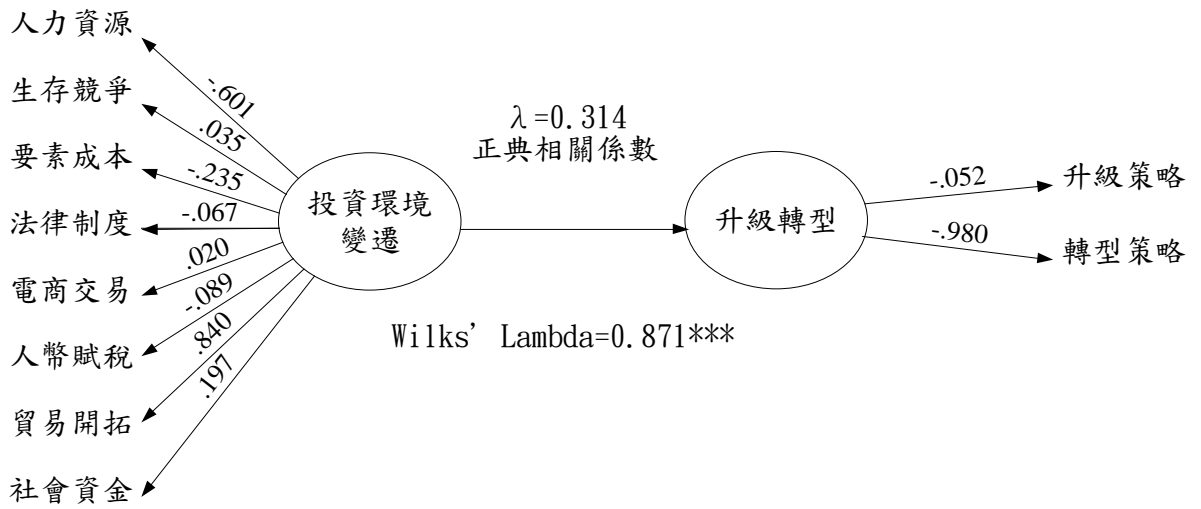 人力資源
生存競爭
要素成本
法律制度
電商交易
人幣賦稅
貿易開拓
社會資金
-.601
.035
-.235
-.067
.020
-.089
.840
.197
投資環境
變遷
λ=0.314
正典相關係數
Wilks’ Lambda=0.871***
升級轉型
-.052
-.980
升級策略
轉型策略